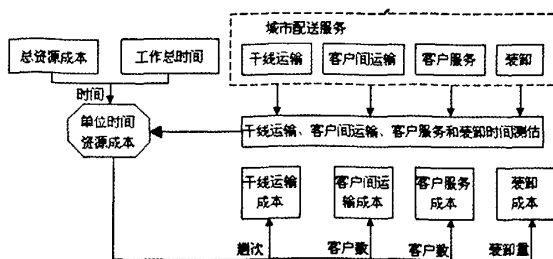 城市配送服务
总资源成本 工作总时间 干线运输 客户间运输 客户服务 装卸
时间
单位时间
资源成本
干线运输、客户间运输、客户服务和装卸时间测估
干线运输
成本
客户间运
输成本
客户服务
成本
装卸
成本
趟次 客户数 客户数 装卸量